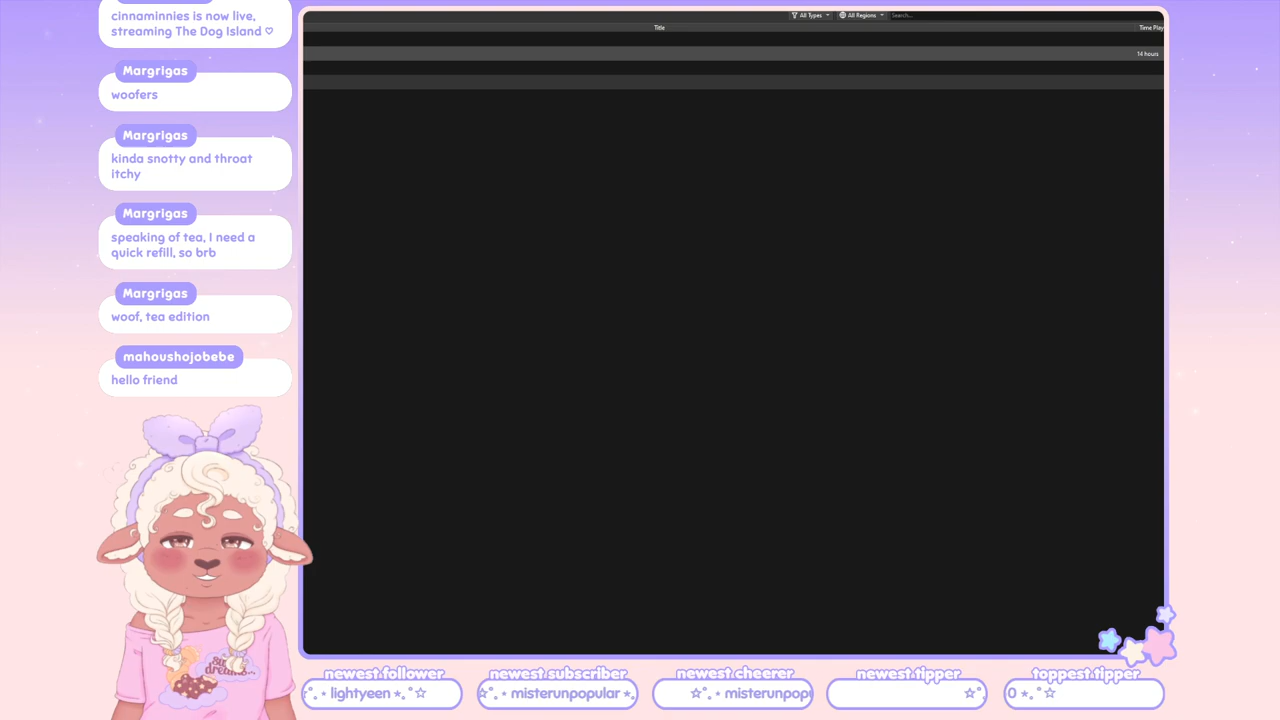 cinnaminnies is now live,
streaming The Dog Island ♡
Margrigas
woofers
Margrigas
kinda snotty and throat
itchy
Margrigas
speaking of tea, I need a
quick refill, so brb
Margrigas
woof, tea edition
mahoushojobebe
hello friend
All Types
All Regions
Search...
Title
Time Play
14 hours
newest follower
newest subscriber
newest cheerer
newest tipper
toppest tipper
lightyeen ⋆.˚☆
☆˚.⋆ misterunpopular ⋆.
☆˚.⋆ misterunpop
☆˚
0 ⋆.˚☆